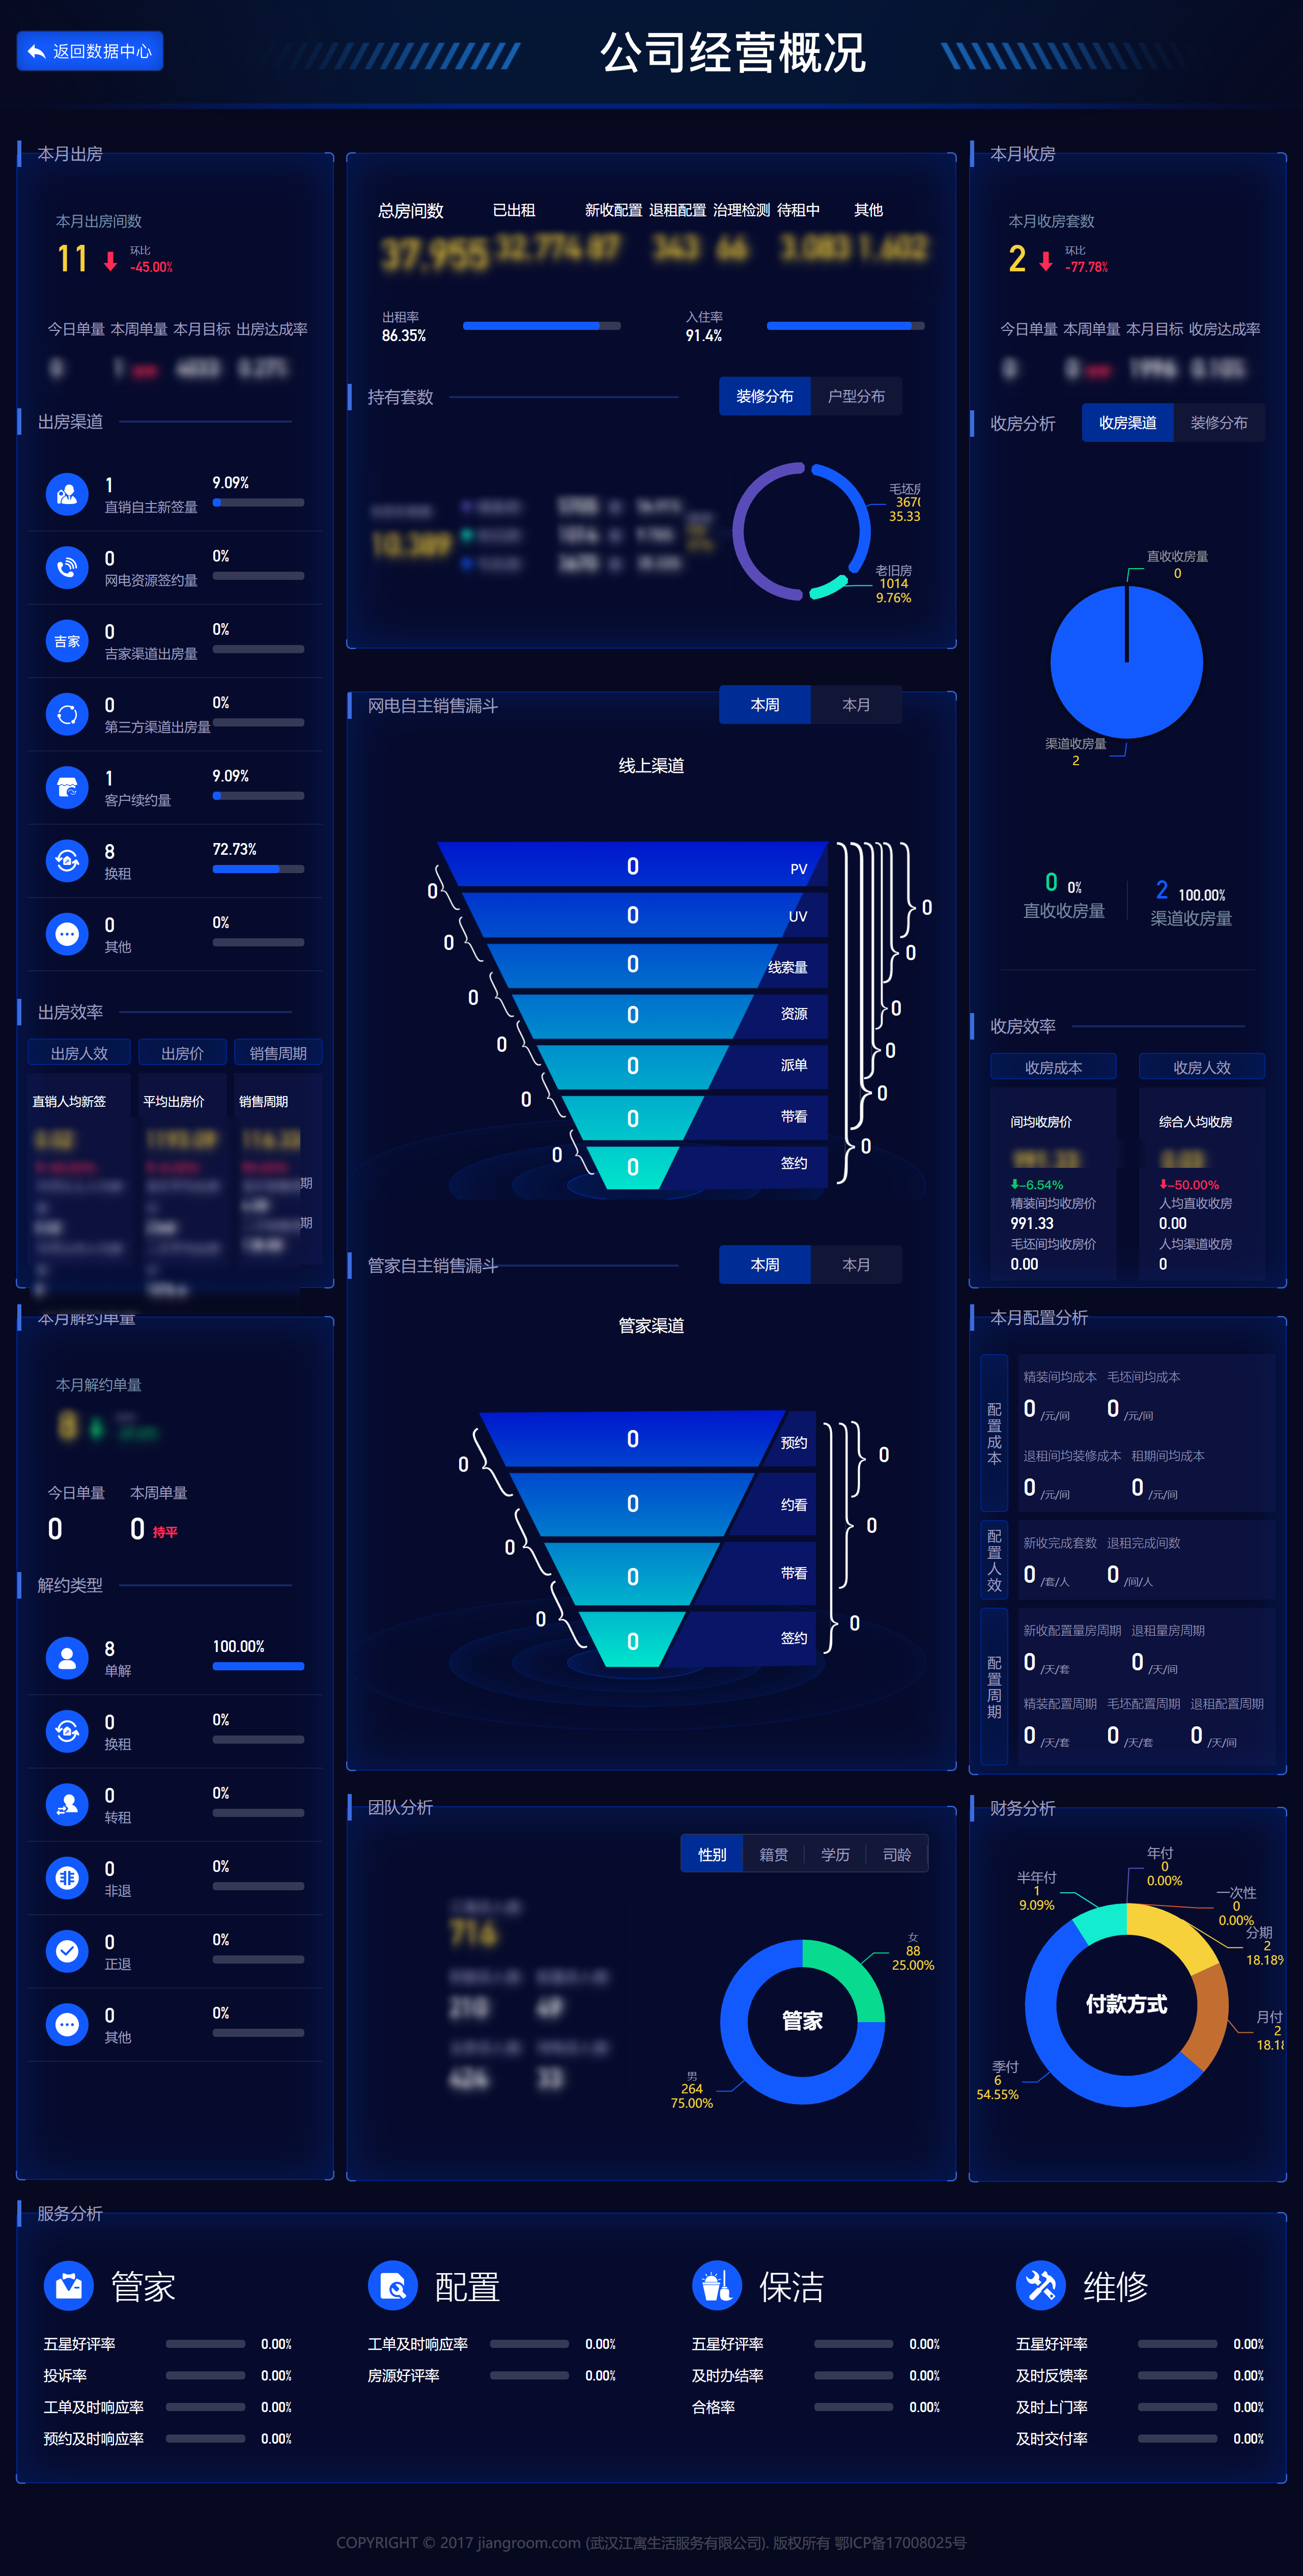 返回数据中心
公司经营概况
本月出房
本月出房间数
11
环比
-45.00%
今日单量 本周单量 本月目标 出房达成率
出房渠道
1
9.09%
直销自主新签量
0
0%
网电资源签约量
吉家
0
0%
吉家渠道出房量
0
0%
第三方渠道出房量
1
9.09%
客户续约量
8
72.73%
换租
0
0%
其他
出房效率
出房人效 出房价 销售周期
直销人均新签 平均出房价 销售周期
期
期
本月解约单量
本月解约单量
今日单量 本周单量
0 0 持平
解约类型
8
100.00%
单解
0
0%
换租
0
0%
转租
0
0%
非退
0
0%
正退
0
0%
其他
总房间数 已出租 新收配置 退租配置 治理检测 待租中 其他
出租率
86.35%
入住率
91.4%
持有套数
装修分布 户型分布
老旧房
1014
9.76%
网电自主销售漏斗
本周 本月
线上渠道
0 PV
0 UV
0 线索量
0 资源
0 派单
0 带看
0 签约
0
0
0
0
0
0
0
0
0
0
0
0
管家自主销售漏斗
本周 本月
管家渠道
0 预约
0 约看
0 带看
0 签约
0
0
0
0
0
0
团队分析
性别 籍贯 学历 司龄
女
88
25.00%
管家
男
264
75.00%
本月收房
本月收房套数
2
环比
-77.78%
今日单量 本周单量 本月目标 收房达成率
收房分析
收房渠道 装修分布
直收收房量
0
渠道收房量
2
0 0%
直收收房量
2 100.00%
渠道收房量
收房效率
收房成本 收房人效
间均收房价 综合人均收房
-6.54% -50.00%
精装间均收房价 人均直收收房
991.33 0.00
毛坯间均收房价 人均渠道收房
0.00 0
本月配置分析
配置成本
精装间均成本 毛坯间均成本
0 /元/间 0 /元/间
退租间均装修成本 租期间均成本
0 /元/间 0 /元/间
配置人效
新收完成套数 退租完成间数
0 /套/人 0 /间/人
配置周期
新收配置量房周期 退租量房周期
0 /天/套 0 /天/间
精装配置周期 毛坯配置周期 退租配置周期
0 /天/套 0 /天/套 0 /天/间
财务分析
年付
0
0.00%
半年付
1
9.09%
一次性
0
0.00%
分期
2
18.18%
付款方式
月付
2
季付
6
54.55%
服务分析
管家
五星好评率 0.00%
投诉率 0.00%
工单及时响应率 0.00%
预约及时响应率 0.00%
配置
工单及时响应率 0.00%
房源好评率 0.00%
保洁
五星好评率 0.00%
及时办结率 0.00%
合格率 0.00%
维修
五星好评率 0.00%
及时反馈率 0.00%
及时上门率 0.00%
及时交付率 0.00%
COPYRIGHT © 2017 jiangroom.com (武汉江寓生活服务有限公司). 版权所有 鄂ICP备17008025号